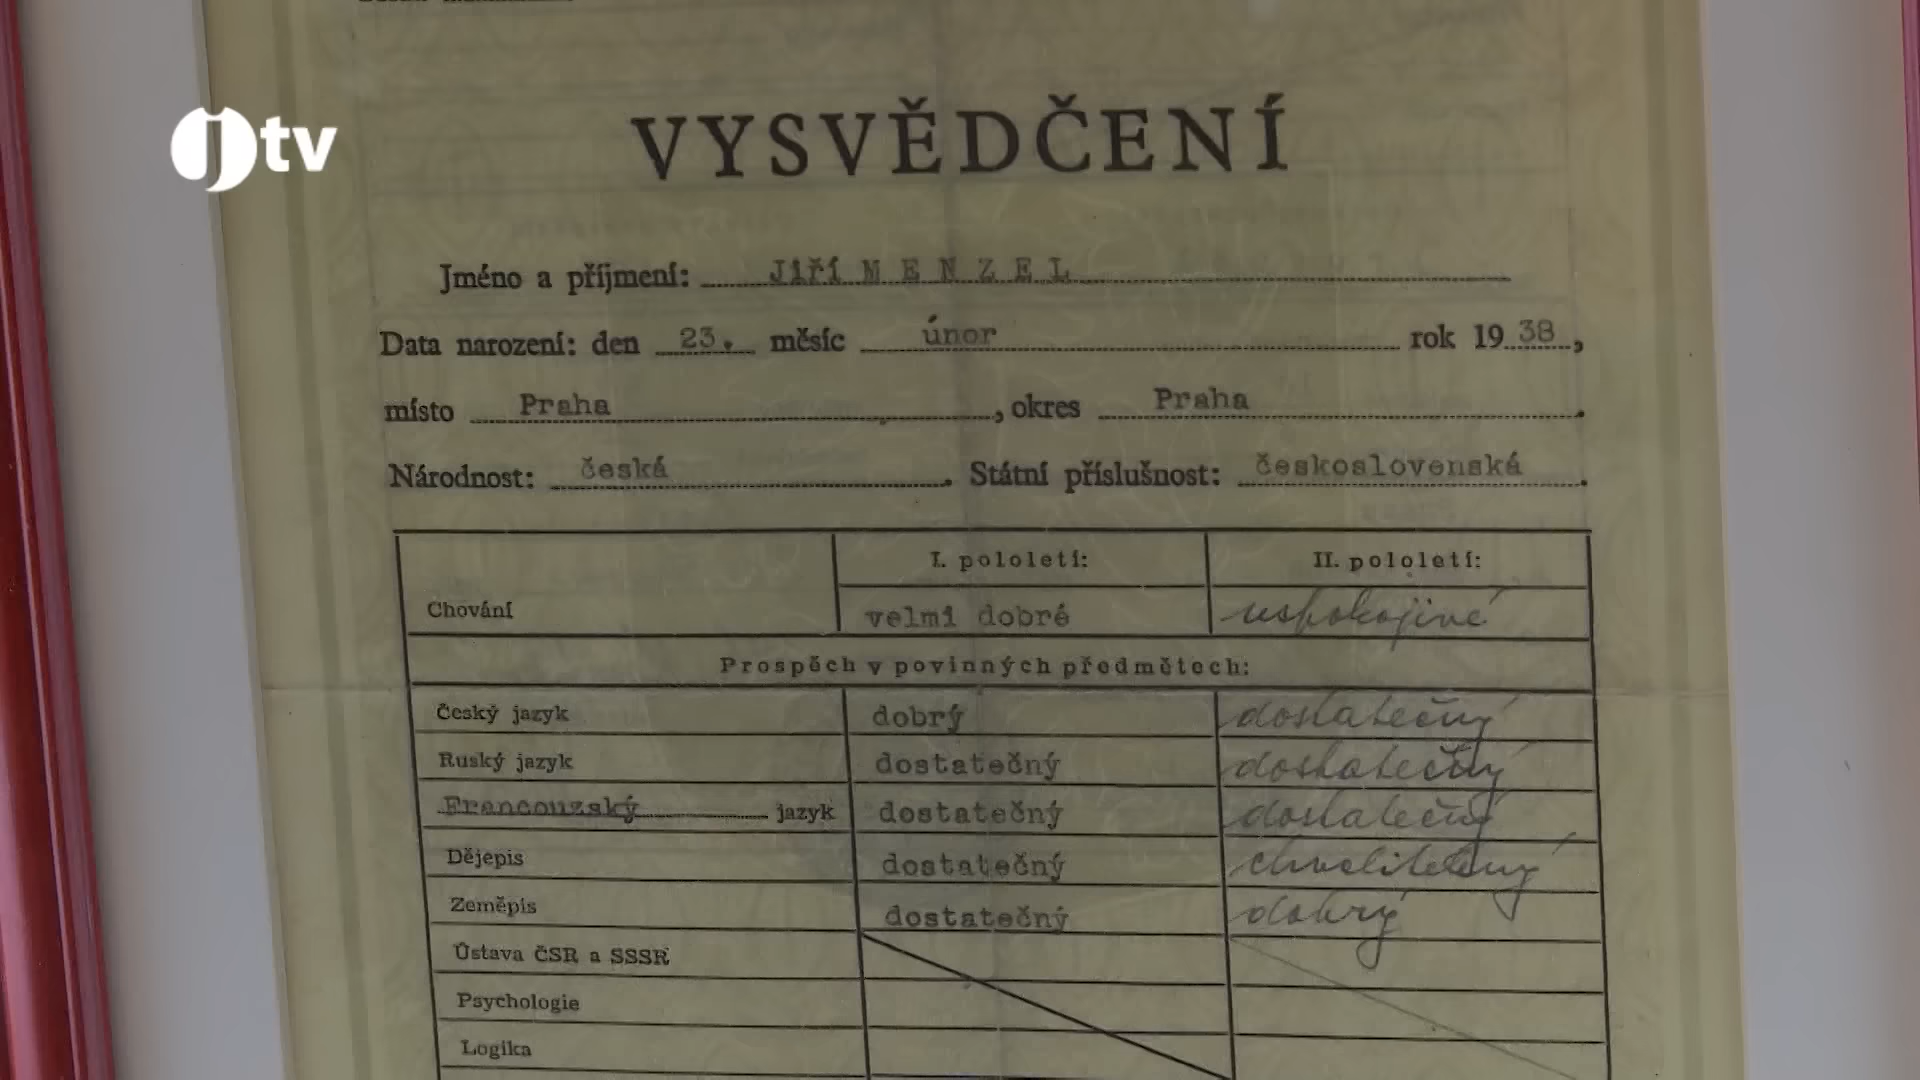 jtv
VYSVĚDČENÍ
Jméno a příjmení: Jiří MENZEL
Data narození: den 23. měsíc únor rok 1938,
místo Praha, okres Praha.
Národnost: česká. Státní příslušnost: československá.
I. pololetí: II. pololetí:
Chování velmi dobré uspokojivé
Prospěch v povinných předmětech:
Český jazyk dobrý dostatečný
Ruský jazyk dostatečný dostatečný
Francouzský jazyk dostatečný dostatečný
Dějepis dostatečný chvalitebný
Zeměpis dostatečný dobrý
Ústava ČSR a SSSR
Psychologie
Logika